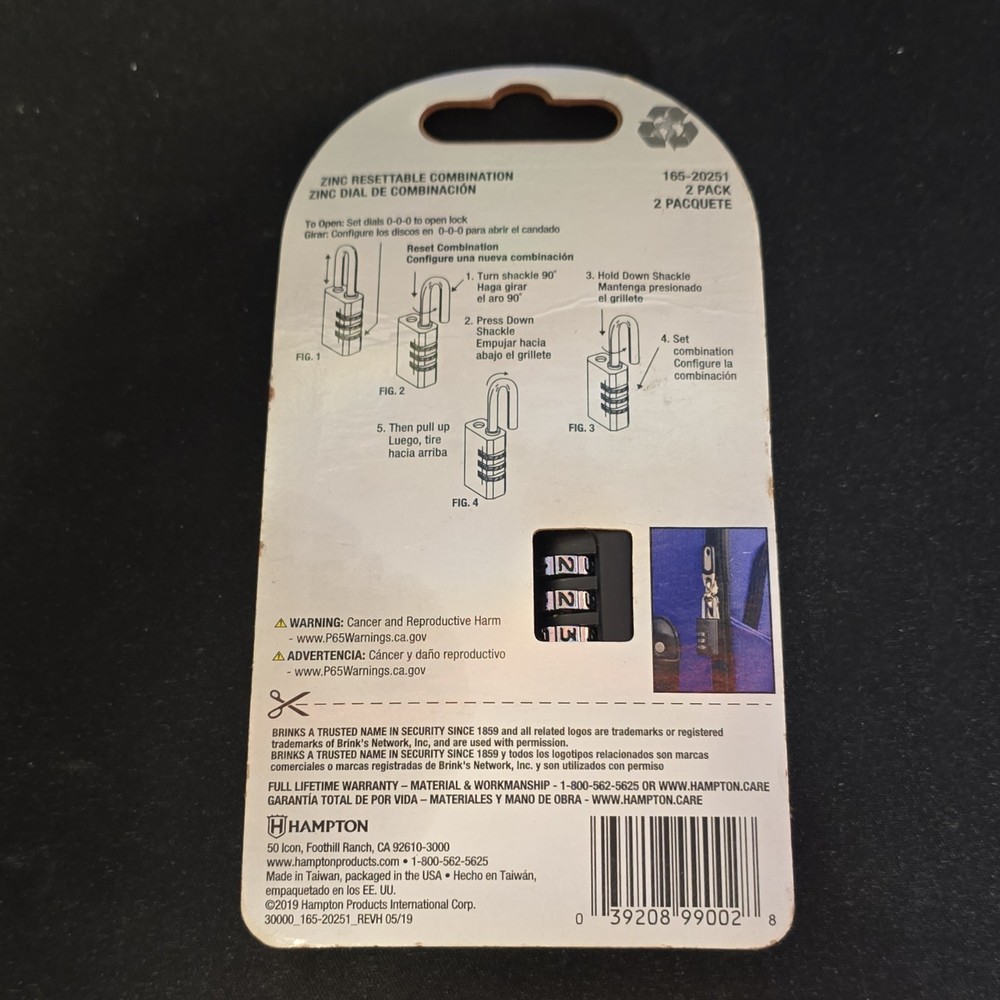 ZINC RESETTABLE COMBINATION
ZINC DIAL DE COMBINACIÓN
165-20251
2 PACK
2 PACQUETE
To Open: Set dials 0-0-0 to open lock
Girar: Configure los discos en 0-0-0 para abrir el candado
Reset Combination
Configure una nueva combinación
1. Turn shackle 90°
Haga girar
el aro 90°
2. Press Down
Shackle
Empujar hacia
abajo el grillete
3. Hold Down Shackle
Mantenga presionado
el grillete
4. Set
combination
Configure la
combinación
FIG. 1
FIG. 2
FIG. 3
5. Then pull up
Luego, tire
hacia arriba
FIG. 4
2
2
3
WARNING: Cancer and Reproductive Harm
- www.P65Warnings.ca.gov
ADVERTENCIA: Cáncer y daño reproductivo
- www.P65Warnings.ca.gov
BRINKS A TRUSTED NAME IN SECURITY SINCE 1859 and all related logos are trademarks or registered
trademarks of Brink's Network, Inc, and are used with permission.
BRINKS A TRUSTED NAME IN SECURITY SINCE 1859 y todos los logotipos relacionados son marcas
comerciales o marcas registradas de Brink's Network, Inc. y son utilizados con permiso
FULL LIFETIME WARRANTY – MATERIAL & WORKMANSHIP - 1-800-562-5625 OR WWW.HAMPTON.CARE
GARANTÍA TOTAL DE POR VIDA – MATERIALES Y MANO DE OBRA - WWW.HAMPTON.CARE
HAMPTON
50 Icon, Foothill Ranch, CA 92610-3000
www.hamptonproducts.com • 1-800-562-5625
Made in Taiwan, packaged in the USA • Hecho en Taiwán,
empaquetado en los EE. UU.
©2019 Hampton Products International Corp.
30000_165-20251_REVH 05/19
0 39208 99002 8